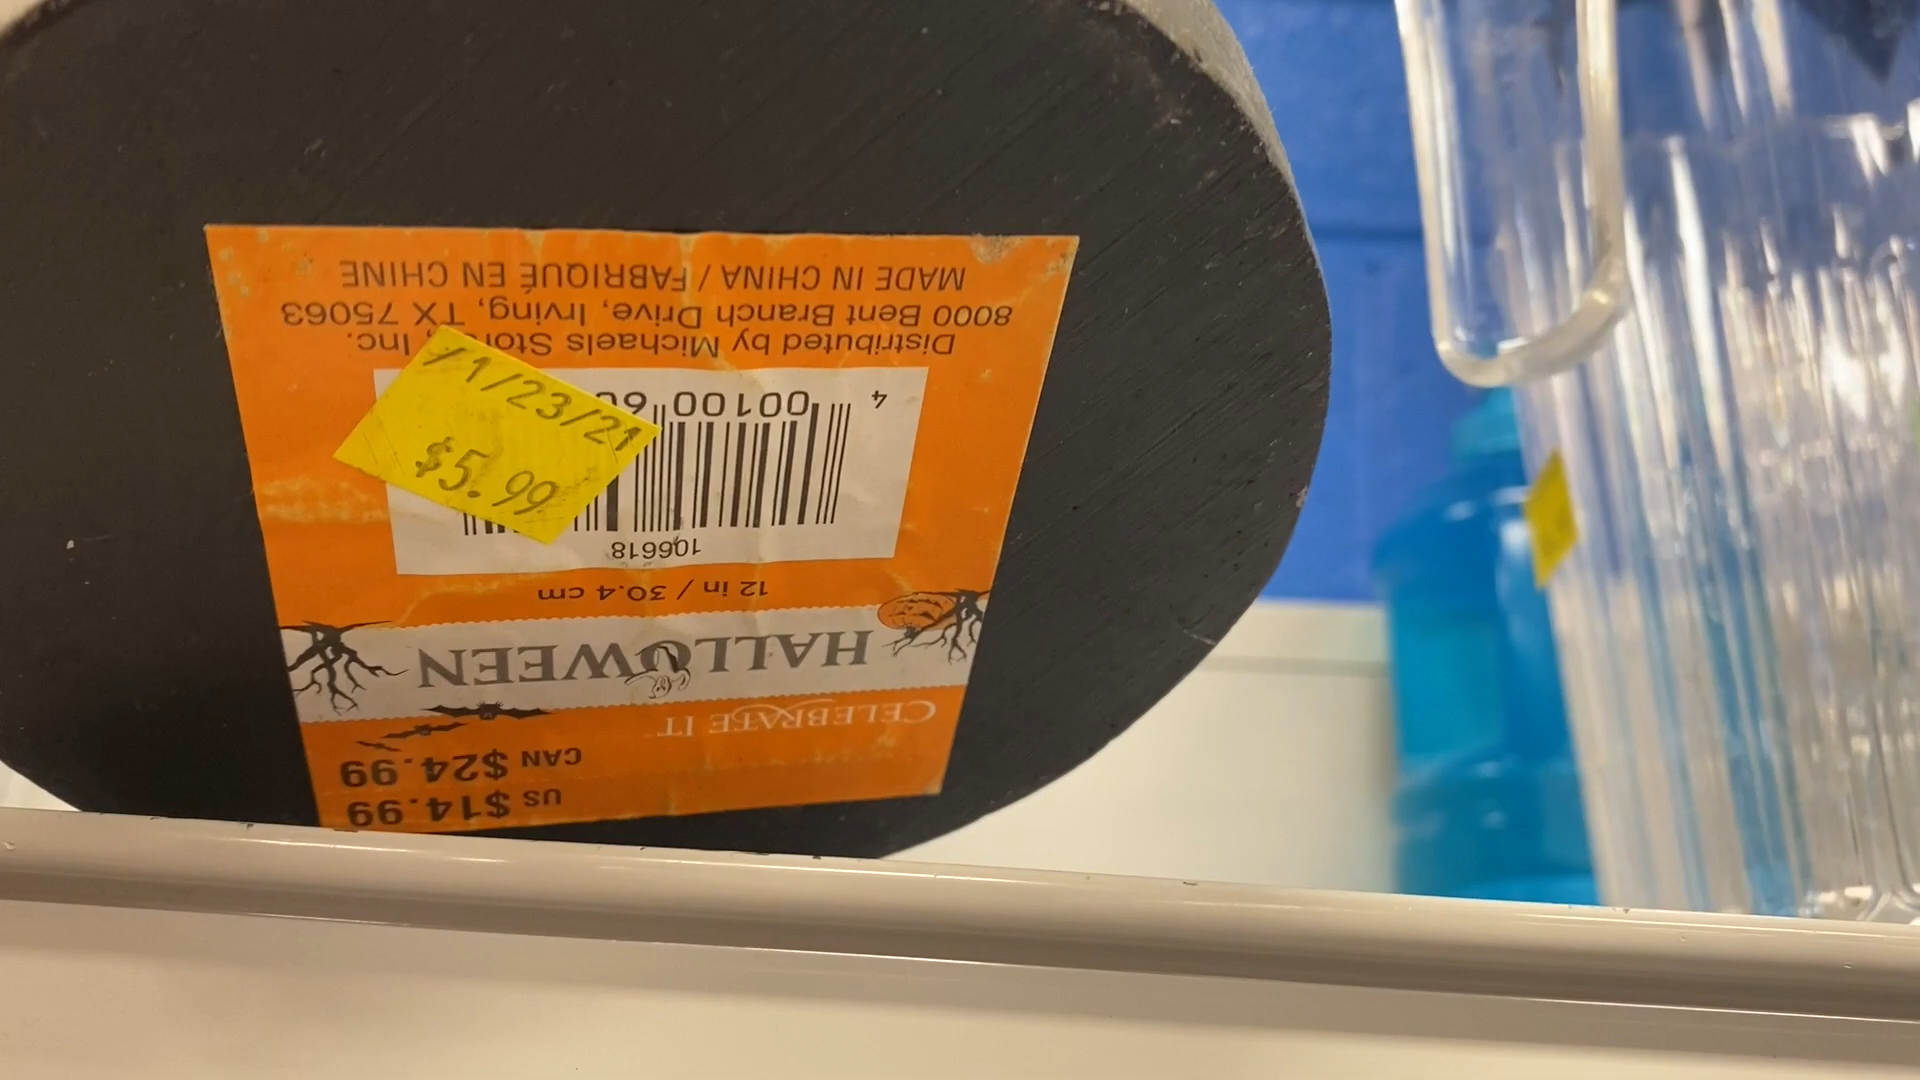 US $14.99
CAN $24.99
CELEBRATE IT
HALLOWEEN
12 in / 30.4 cm
106618
4 00100
Distributed by Michaels Inc.
8000 Bent Branch Drive, Irving, TX 75063
MADE IN CHINA / FABRIQUÉ EN CHINE
11/23/21
$5.99